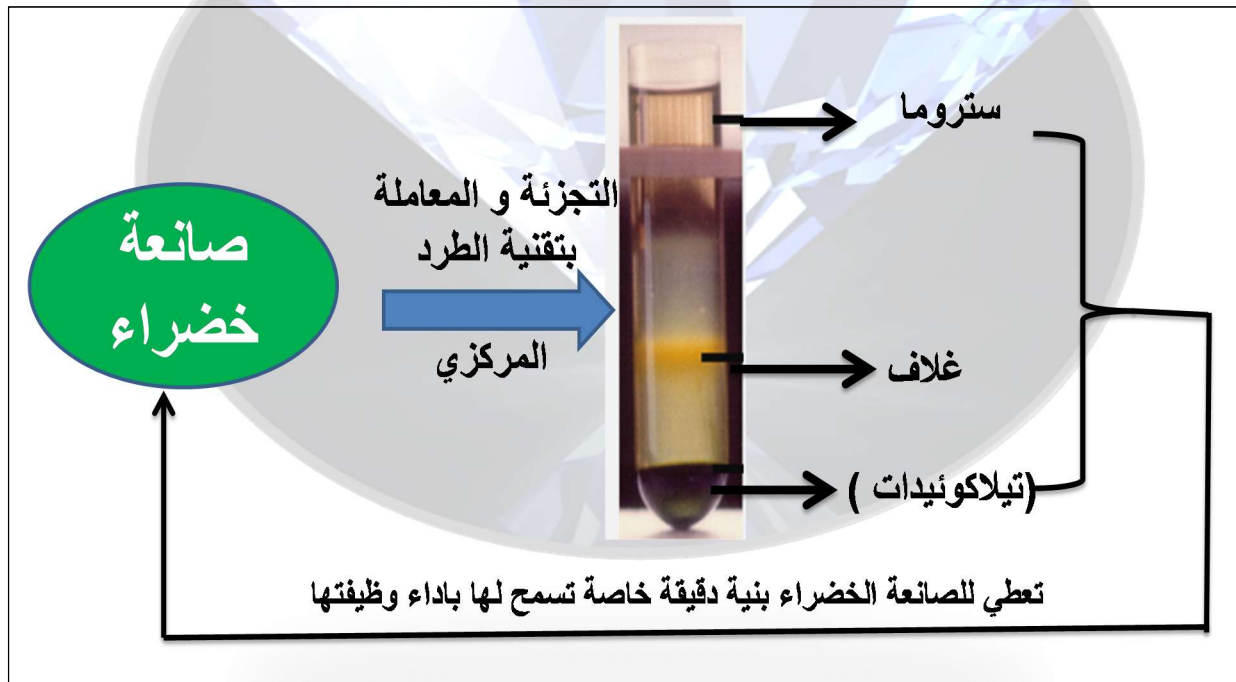 ستروما
التجزئة و المعاملة
بتقنية الطرد
المركزي
صانعة
خضراء
غلاف
(تيلاكوئيدات )
تعطي للصانعة الخضراء بنية دقيقة خاصة تسمح لها باداء وظيفتها